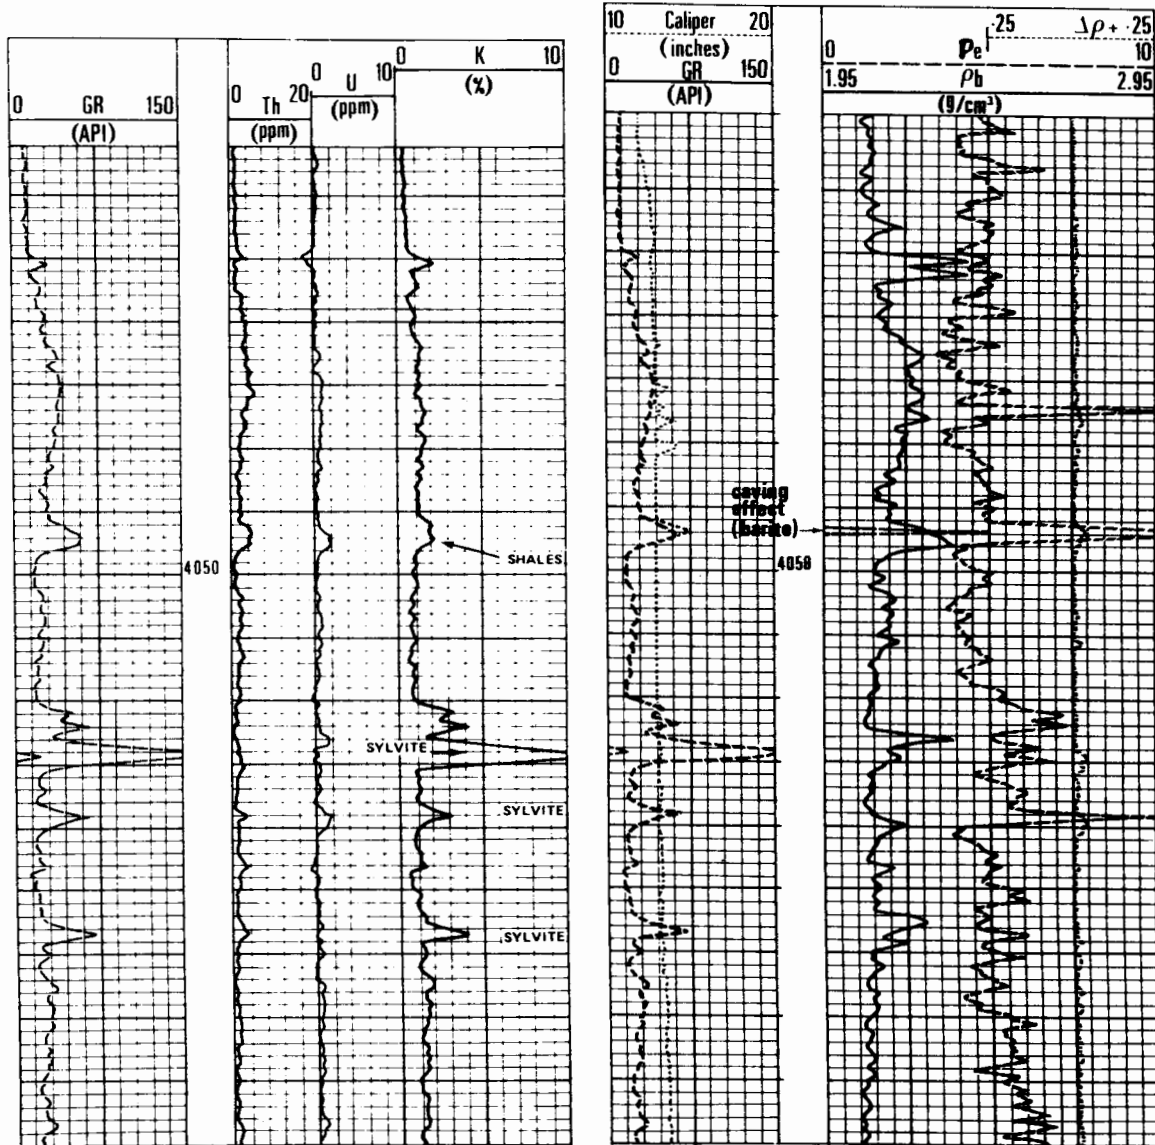 0 GR 150
(API)
0 Th 20
(ppm)
0 U 10
(ppm)
0 K 10
(%)
4050
SHALES
SYLVITE
SYLVITE
SYLVITE
10 Caliper 20
(inches)
0 GR 150
(API)
.25 Δρ + .25
0 Pe 10
1.95 ρb 2.95
(g/cm³)
caving
effect
(barite)
4050